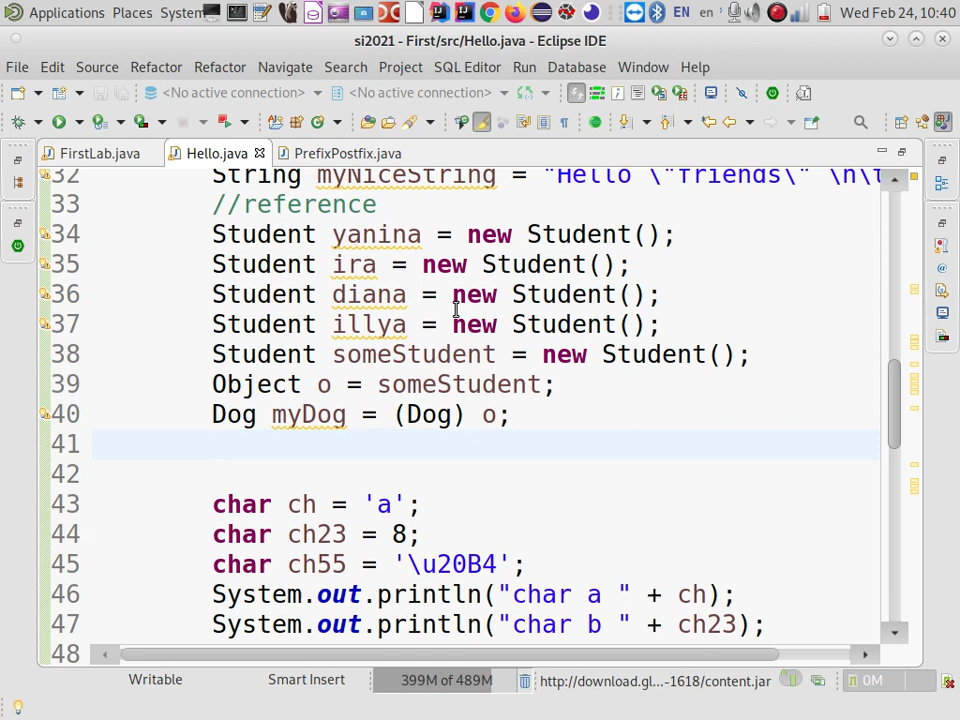 Applications Places System EN en Wed Feb 24, 10:40
si2021 - First/src/Hello.java - Eclipse IDE
File Edit Source Refactor Refactor Navigate Search Project SQL Editor Run Database Window Help
<No active connection> <No active connection>
FirstLab.java Hello.java PrefixPostfix.java
32 String myNiceString = "Hello \"friends\" \n\t
33 //reference
34 Student yanina = new Student();
35 Student ira = new Student();
36 Student diana = new Student();
37 Student illya = new Student();
38 Student someStudent = new Student();
39 Object o = someStudent;
40 Dog myDog = (Dog) o;
41
42
43 char ch = 'a';
44 char ch23 = 8;
45 char ch55 = '\u20B4';
46 System.out.println("char a " + ch);
47 System.out.println("char b " + ch23);
48
Writable Smart Insert 399M of 489M http://download.gl...-1618/content.jar 0M